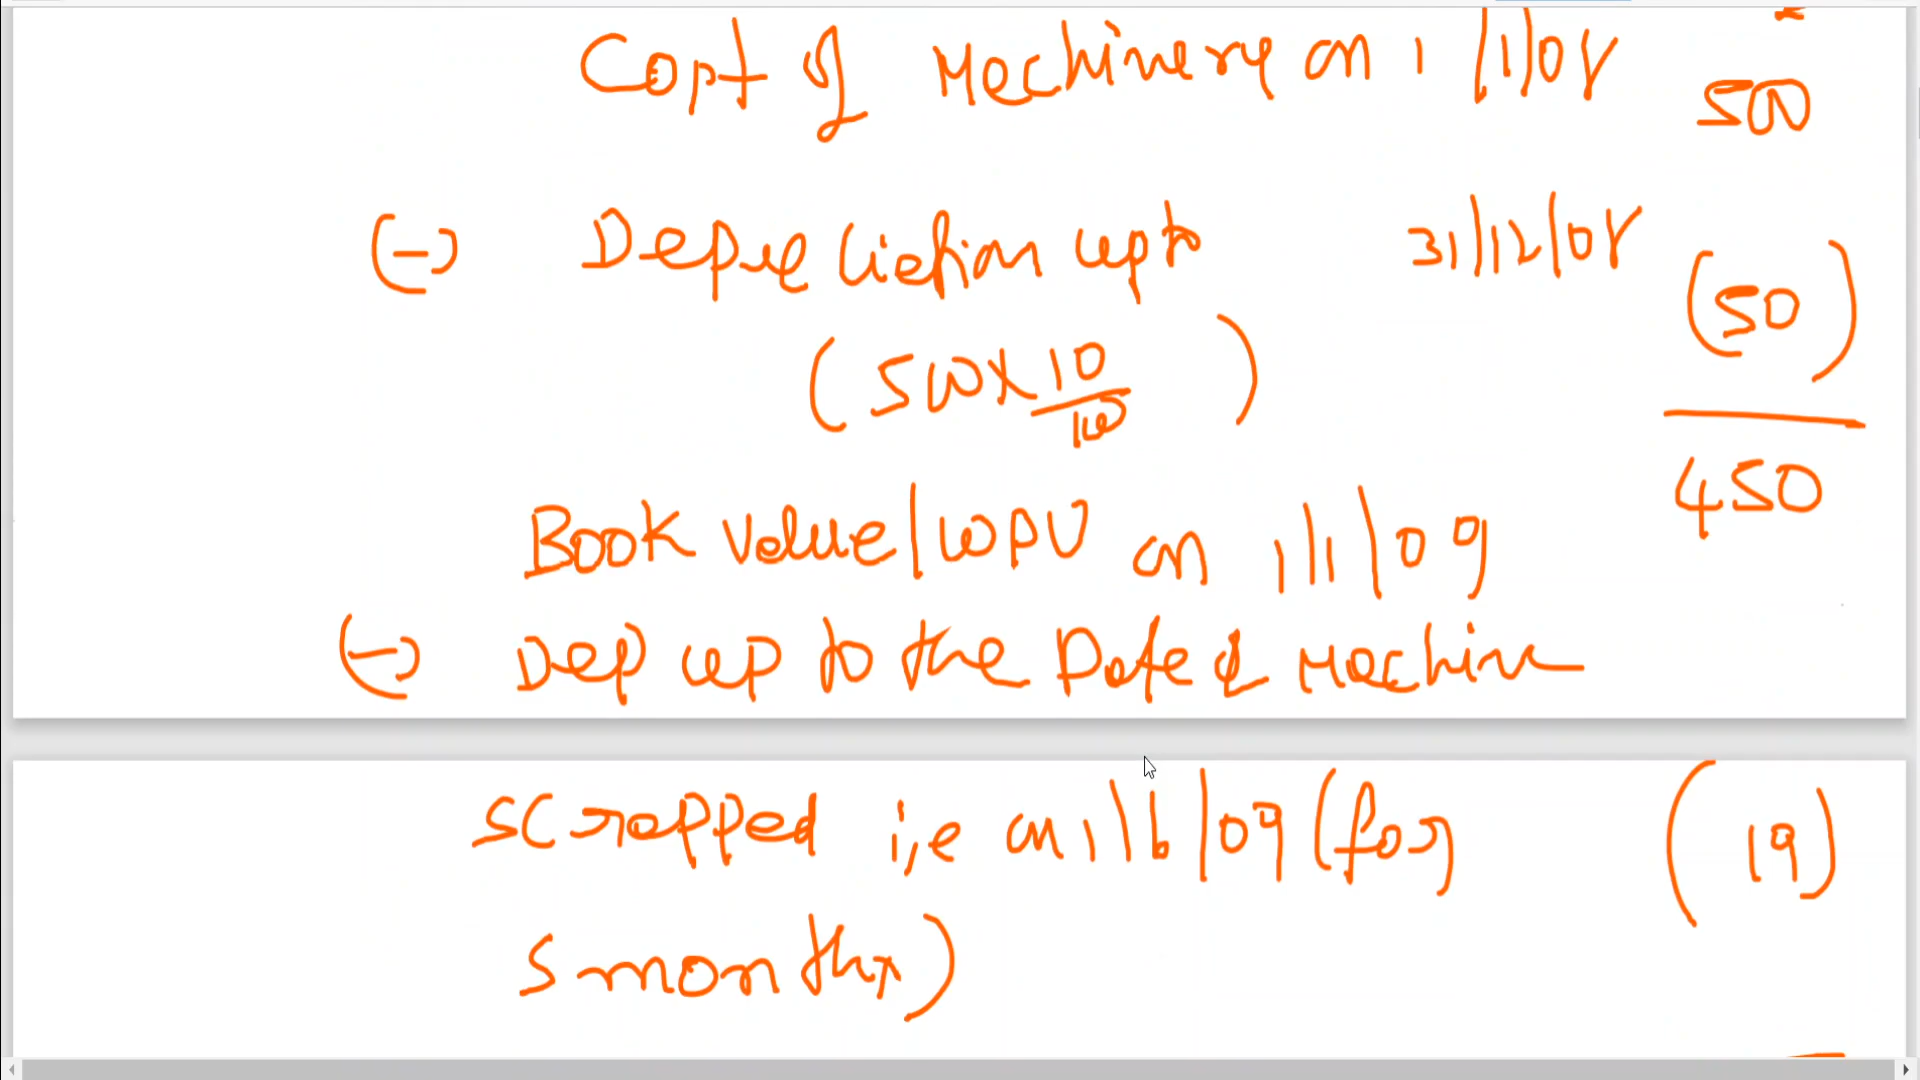 Cost of Machinery on 1/1/08 500
(-) Depreciation upto 31/12/08 (50)
(500 × 10/100)
450
Book value/WDV on 1/1/09
(-) Dep up to the Date of Machine
scrapped i,e on 1/6/09 (for (19)
5 months)